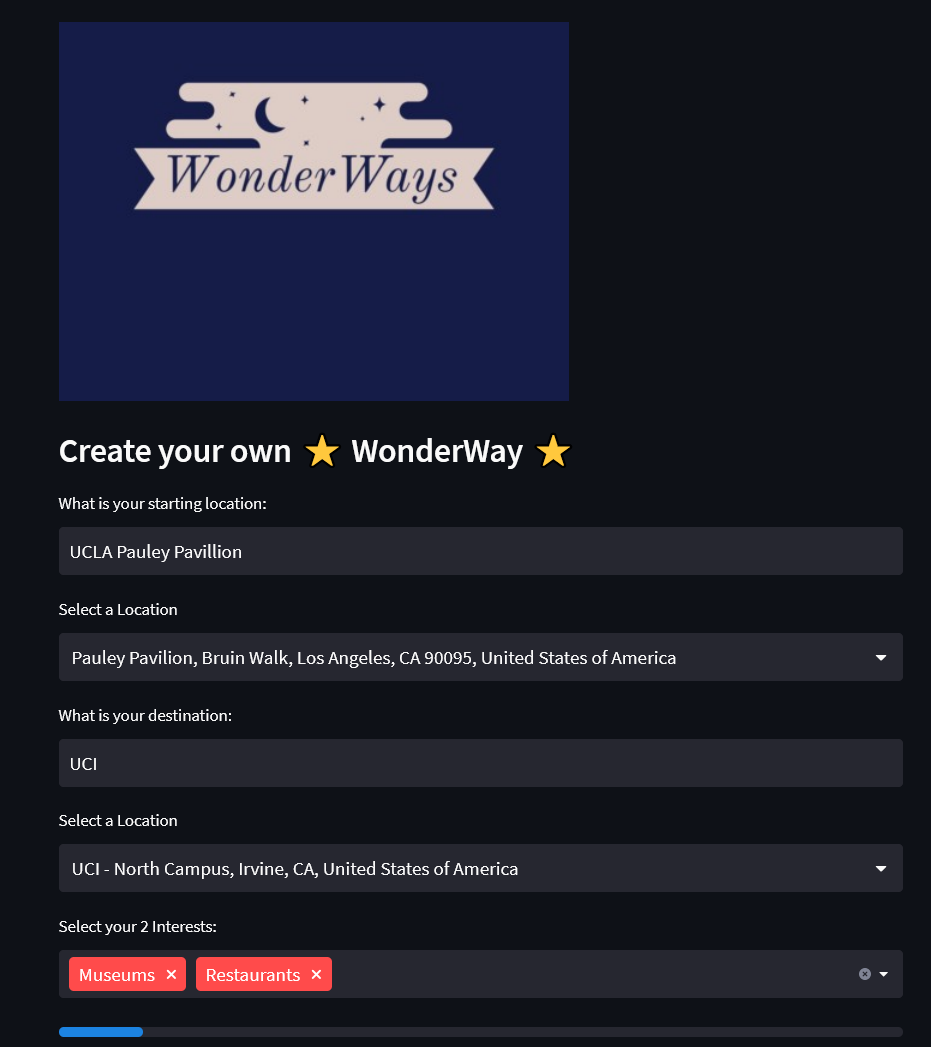 WonderWays
Create your own ⭐ WonderWay ⭐
What is your starting location:
UCLA Pauley Pavillion
Select a Location
Pauley Pavilion, Bruin Walk, Los Angeles, CA 90095, United States of America
What is your destination:
UCI
Select a Location
UCI - North Campus, Irvine, CA, United States of America
Select your 2 Interests:
Museums × Restaurants ×